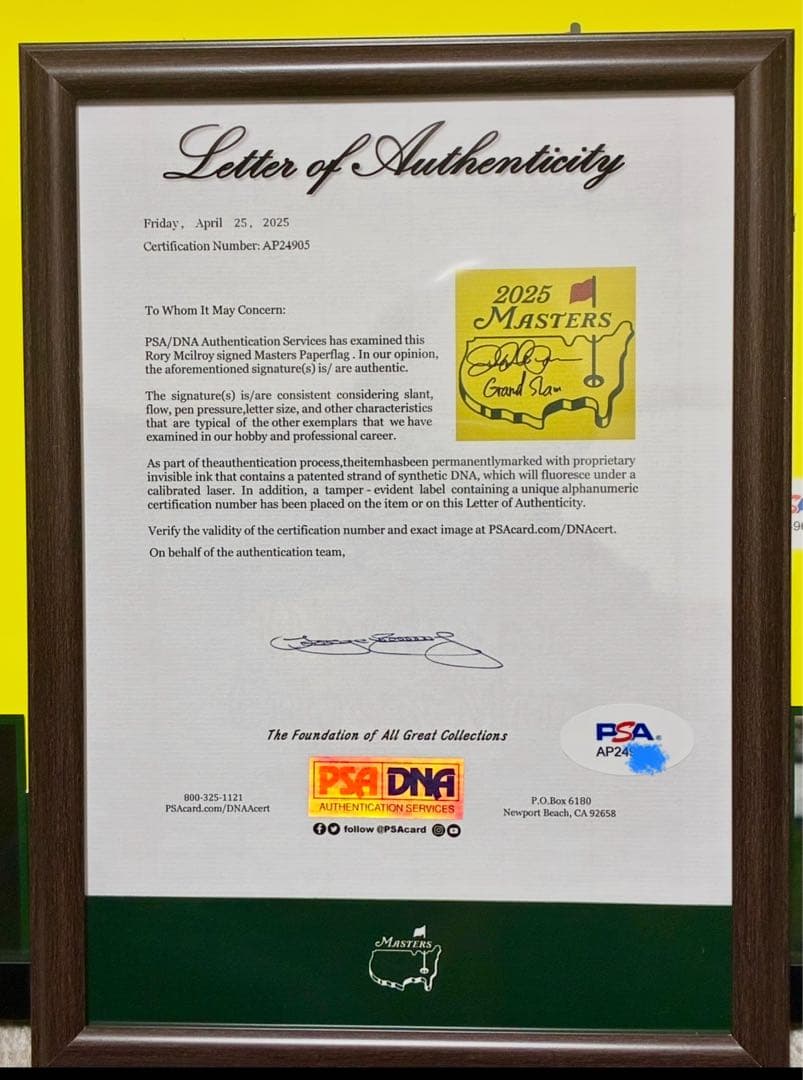 Letter of Authenticity
Friday, April 25, 2025
Certification Number: AP24905
To Whom It May Concern:
PSA/DNA Authentication Services has examined this
Rory Mcilroy signed Masters Paperflag . In our opinion,
the aforementioned signature(s) is/ are authentic.
The signature(s) is/are consistent considering slant,
flow, pen pressure,letter size, and other characteristics
that are typical of the other exemplars that we have
examined in our hobby and professional career.
2025
MASTERS
Grand Slam
As part of theauthentication process,theitemhasbeen permanentlymarked with proprietary
invisible ink that contains a patented strand of synthetic DNA, which will fluoresce under a
calibrated laser. In addition, a tamper - evident label containing a unique alphanumeric
certification number has been placed on the item or on this Letter of Authenticity.
Verify the validity of the certification number and exact image at PSAcard.com/DNAcert.
On behalf of the authentication team,
The Foundation of All Great Collections
PSA
AP24
PSA DNA
AUTHENTICATION SERVICES
follow @PSAcard
800-325-1121
PSAcard.com/DNAAcert
P.O.Box 6180
Newport Beach, CA 92658
MASTERS